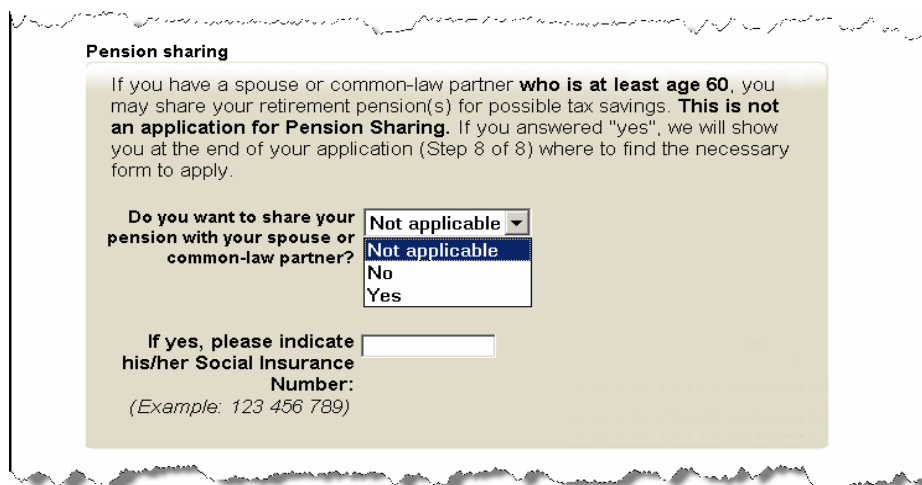 Pension sharing
If you have a spouse or common-law partner who is at least age 60, you
may share your retirement pension(s) for possible tax savings. This is not
an application for Pension Sharing. If you answered "yes", we will show
you at the end of your application (Step 8 of 8) where to find the necessary
form to apply.
Do you want to share your
pension with your spouse or
common-law partner?
Not applicable
Not applicable
No
Yes
If yes, please indicate
his/her Social Insurance
Number:
(Example: 123 456 789)